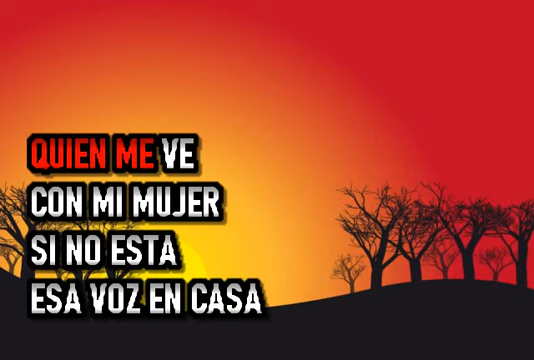 QUIEN ME VE
CON MI MUJER
SI NO ESTA
ESA VOZ EN CASA